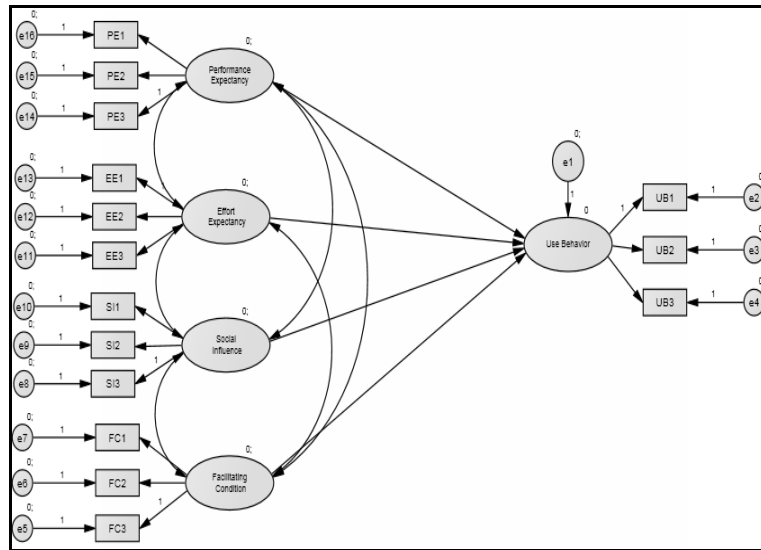 0;
e16
1
PE1
0;
0;
e15
1
PE2
Performance
Expectancy
0;
e14
1
PE3
1
0;
e13
1
EE1
1
0;
0;
e12
1
EE2
Effort
Expectancy
0;
e11
1
EE3
0;
e10
1
SI1
0;
0;
e9
1
SI2
Social
Influence
0;
e8
1
SI3
1
0;
e7
1
FC1
0;
0;
e6
1
FC2
Facilitating
Condition
0;
e5
1
FC3
1
0;
e1
1
0
Use Behavior
1
UB1
1
0;
e2
UB2
1
0;
e3
UB3
1
0;
e4